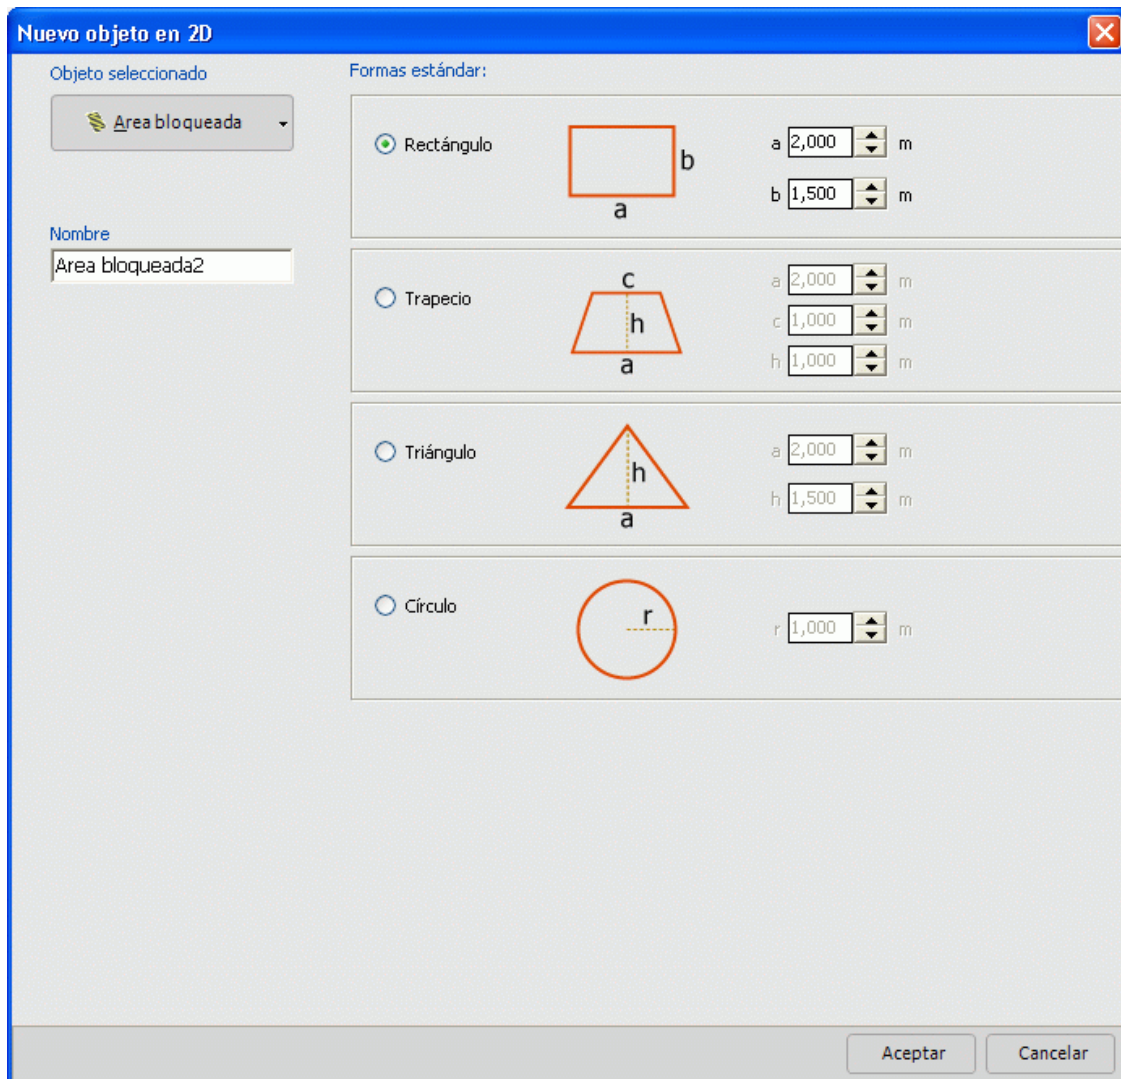 Nuevo objeto en 2D
Objeto seleccionado
Area bloqueada
Nombre
Area bloqueada2
Formas estándar:
Rectángulo
b
a
a 2,000 m
b 1,500 m
Trapecio
c
h
a
a 2,000 m
c 1,000 m
h 1,000 m
Triángulo
h
a
a 2,000 m
h 1,500 m
Círculo
r
r 1,000 m
Aceptar
Cancelar